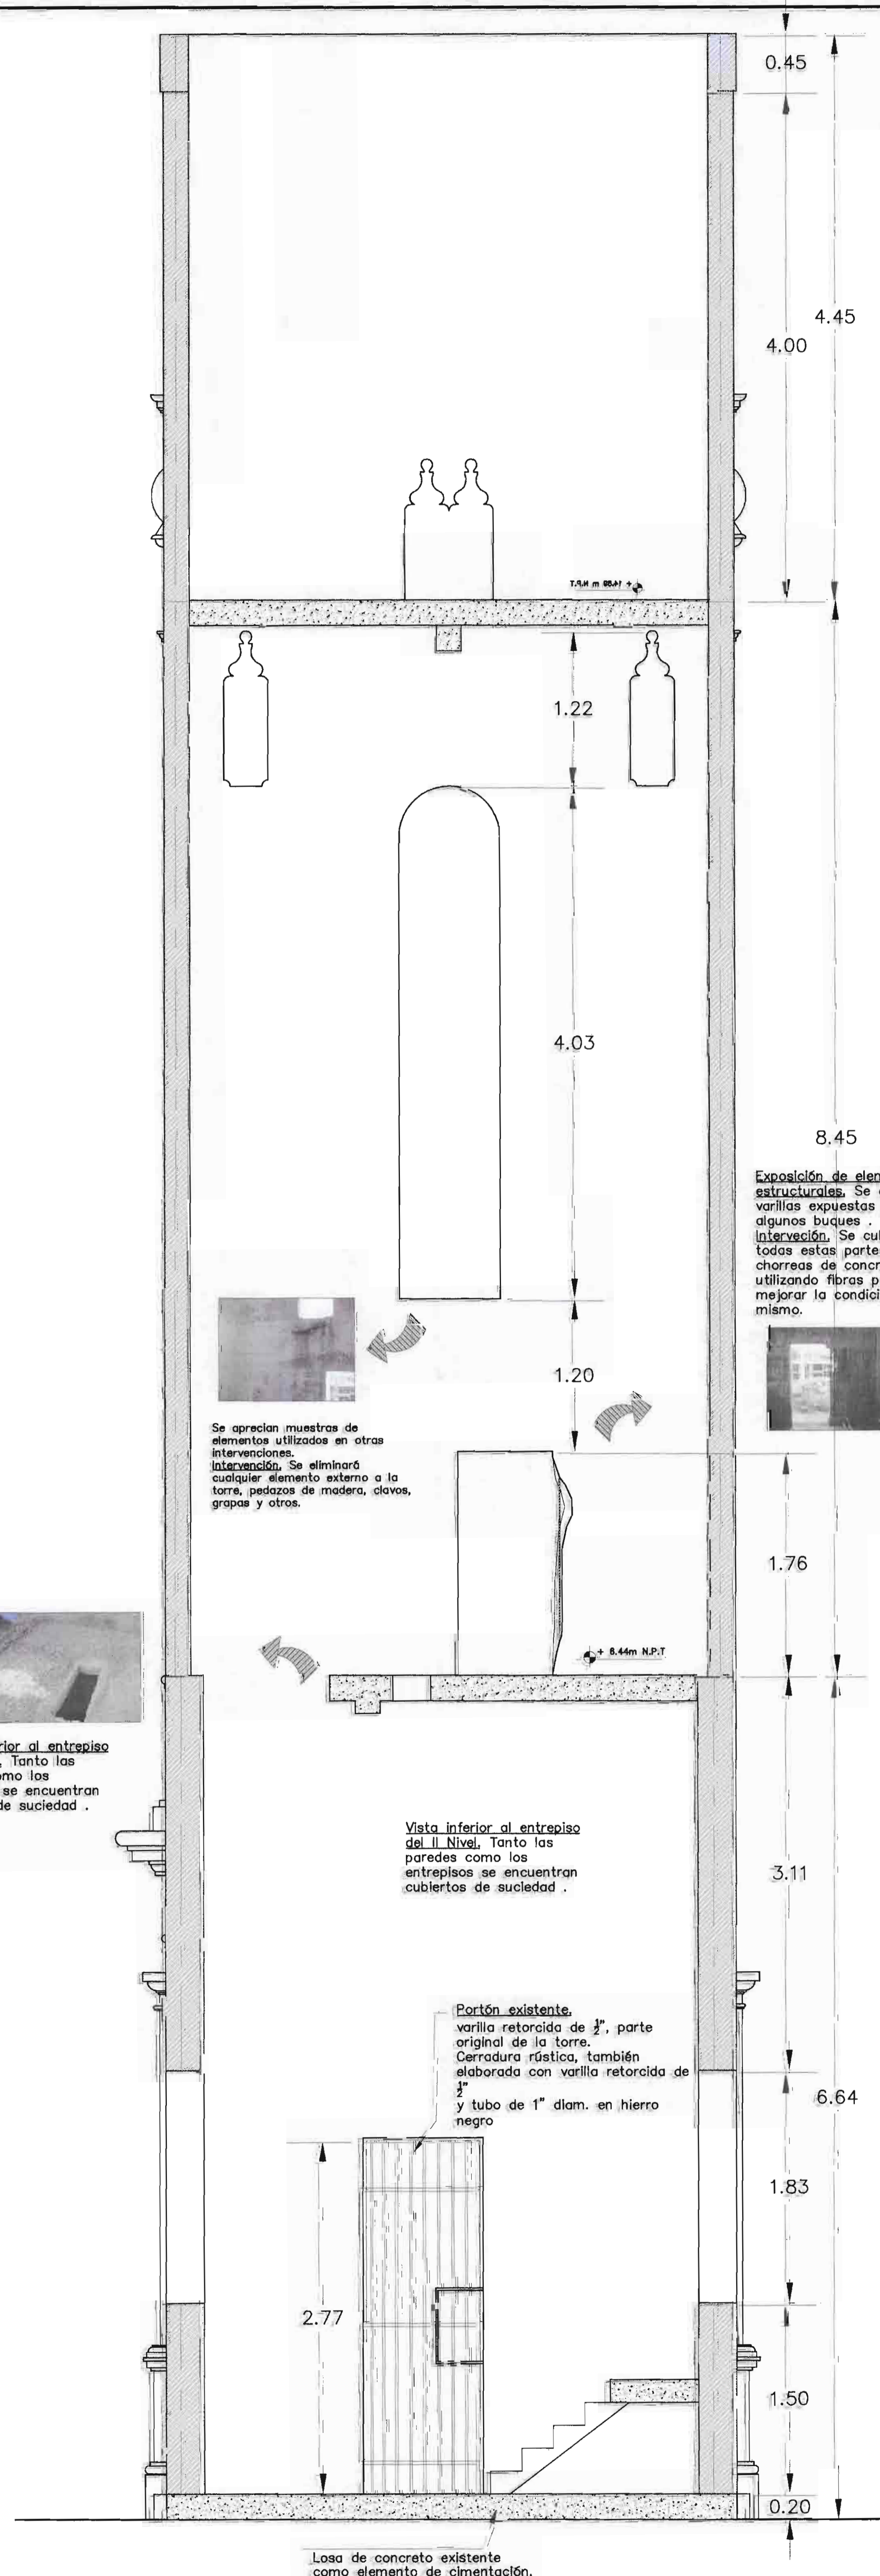 0.45
4.45
4.00
+ 14.89 m N.P.T
1.22
4.03
8.45
Exposición de
estructurales. Se
varillas expuestas
algunos buques .
Interveción. Se
todas estas
chorreas de
utilizando fibras
mejorar la
mismo.
1.20
Se aprecian muestras de
elementos utilizados en otras
intervenciones.
Intervención. Se eliminará
cualquier elemento externo a la
torre, pedazos de madera, clavos,
grapas y otros.
1.76
+ 6.44m N.P.T
al entrepiso
Tanto las
los
se encuentran
de suciedad .
Vista inferior al entrepiso
del II Nivel. Tanto las
paredes como los
entrepisos se encuentran
cubiertos de suciedad .
3.11
Portón existente.
varilla retorcida de ½", parte
original de la torre.
Cerradura rústica, también
elaborada con varilla retorcida de
½"
y tubo de 1" diam. en hierro
negro
6.64
1.83
2.77
1.50
0.20
Losa de concreto existente
como elemento de cimentación.